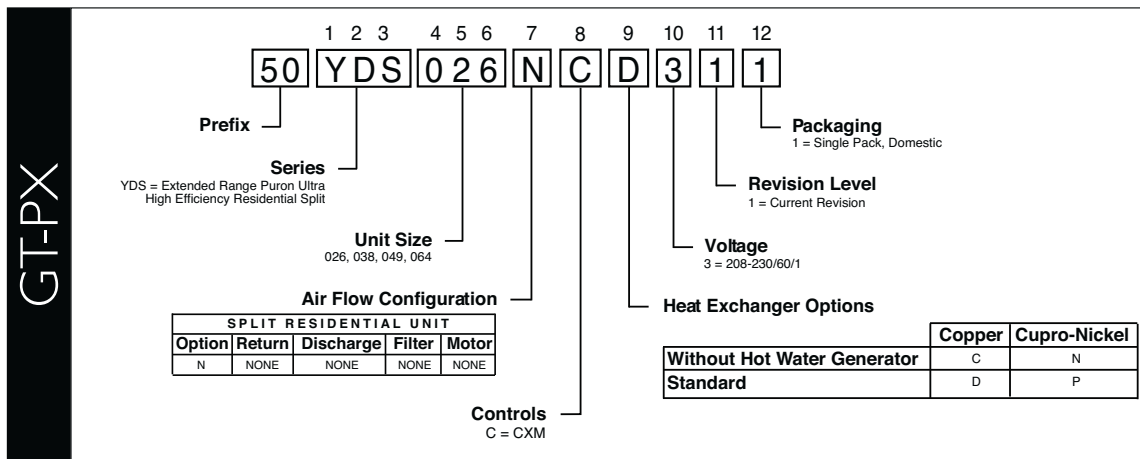 GT-PX
1 2 3 4 5 6 7 8 9 10 11 12
50 YDS 026 N C D 3 1 1
Prefix
Series
YDS = Extended Range Puron Ultra
High Efficiency Residential Split
Unit Size
026, 038, 049, 064
Air Flow Configuration
SPLIT RESIDENTIAL UNIT
Option Return Discharge Filter Motor
N NONE NONE NONE NONE
Controls
C = CXM
Packaging
1 = Single Pack, Domestic
Revision Level
1 = Current Revision
Voltage
3 = 208-230/60/1
Heat Exchanger Options
Copper Cupro-Nickel
Without Hot Water Generator C N
Standard D P